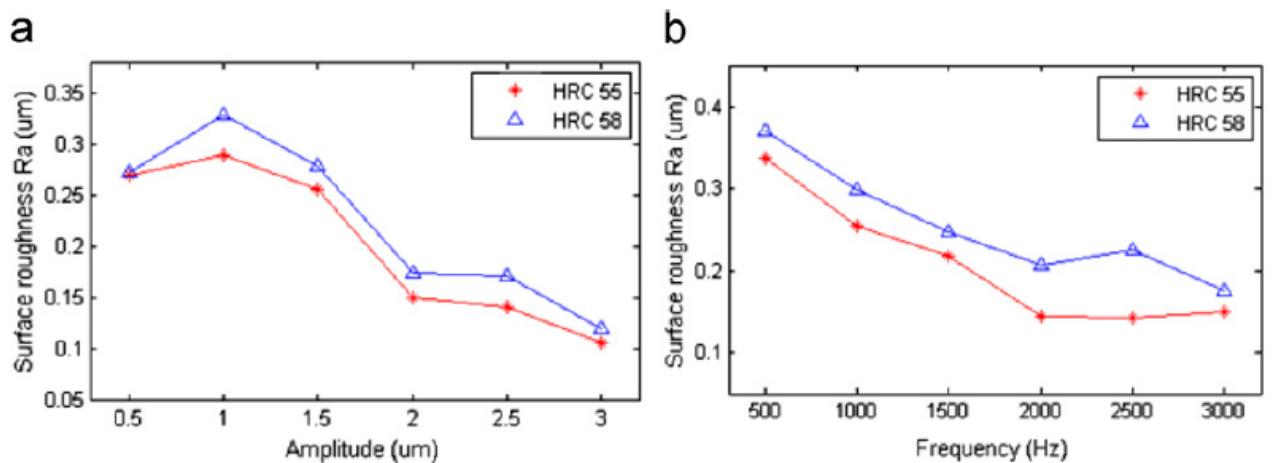 a
Surface roughness Ra (um)
0.35
0.3
0.25
0.2
0.15
0.1
0.05
HRC 55
HRC 58
0.5 1 1.5 2 2.5 3
Amplitude (um)
b
Surface roughness Ra (um)
0.4
0.3
0.2
0.1
HRC 55
HRC 58
500 1000 1500 2000 2500 3000
Frequency (Hz)